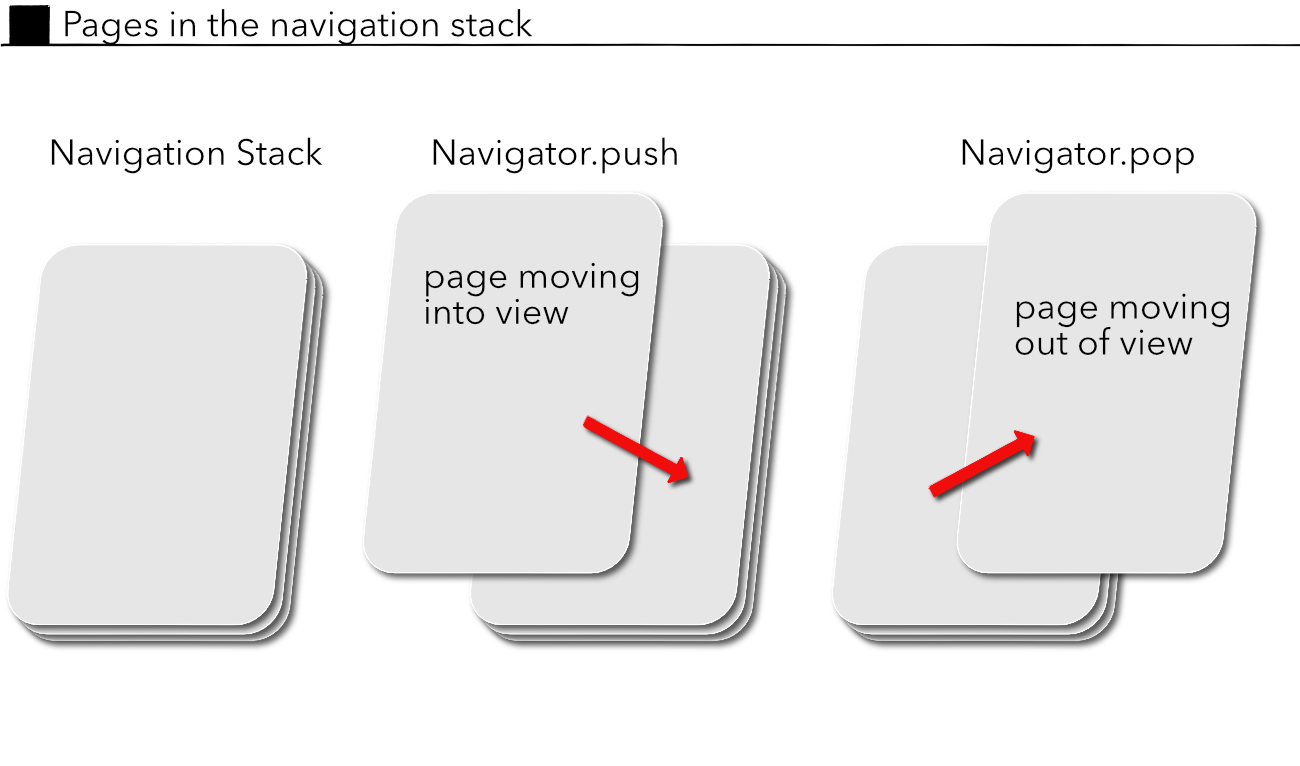 Pages in the navigation stack
Navigation Stack
Navigator.push
Navigator.pop
page moving
into view
page moving
out of view